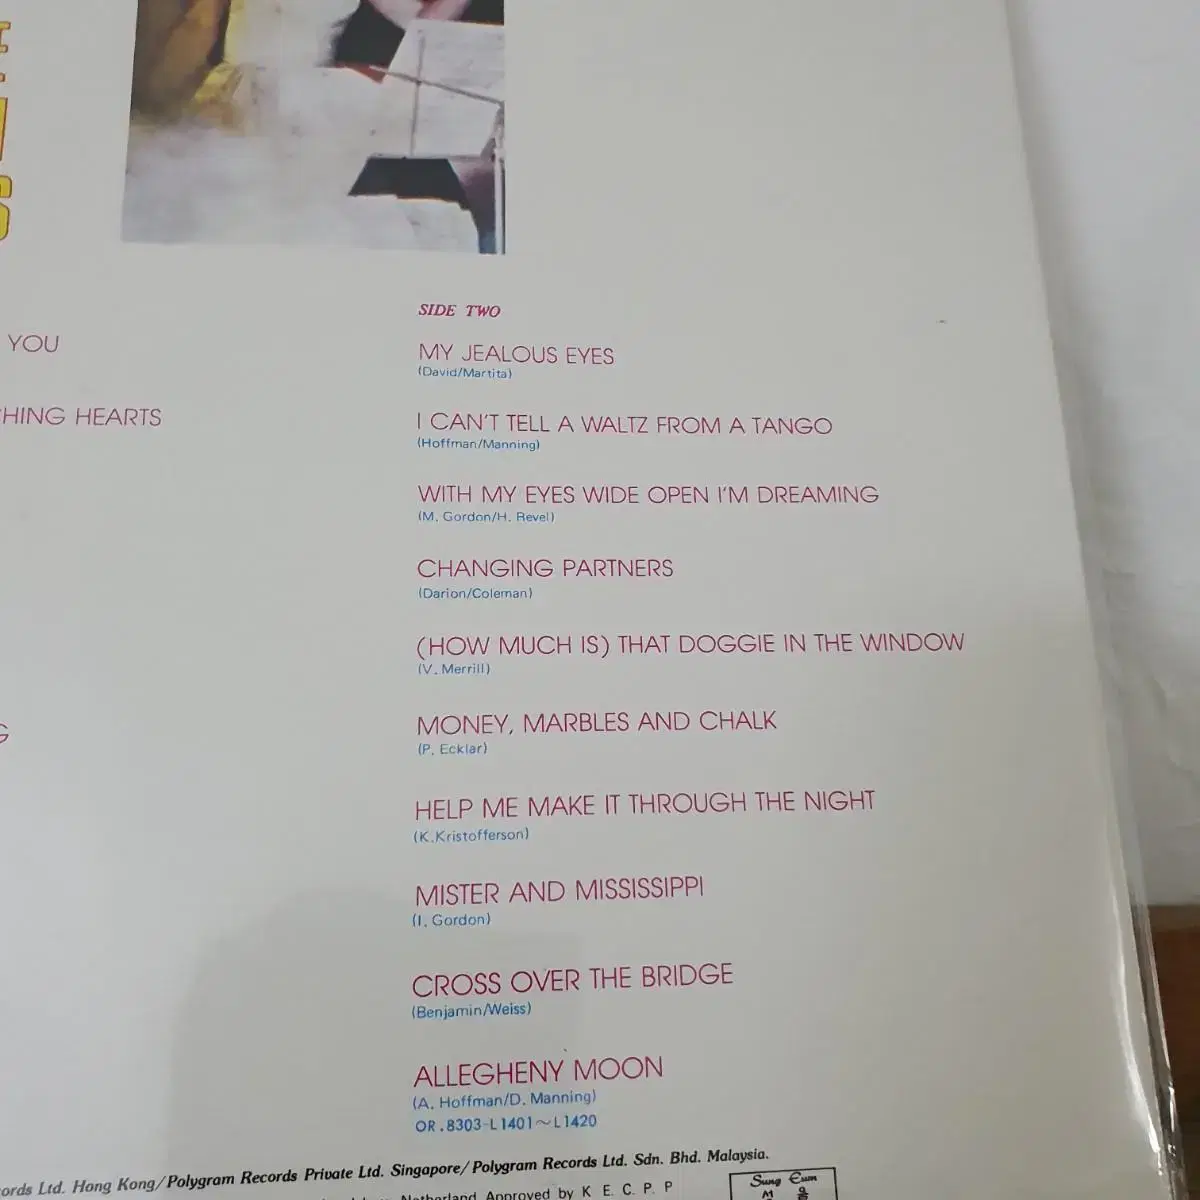 YOU
HEARTS
SIDE TWO
MY JEALOUS EYES
(David/Martita)
I CAN'T TELL A WALTZ FROM A TANGO
(Hoffman/Manning)
WITH MY EYES WIDE OPEN I'M DREAMING
(M. Gordon/H. Revel)
CHANGING PARTNERS
(Darion/Coleman)
(HOW MUCH IS) THAT DOGGIE IN THE WINDOW
(V. Merrill)
MONEY, MARBLES AND CHALK
(P. Ecklar)
HELP ME MAKE IT THROUGH THE NIGHT
(K.Kristofferson)
MISTER AND MISSISSIPPI
(I. Gordon)
CROSS OVER THE BRIDGE
(Benjamin/Weiss)
ALLEGHENY MOON
(A. Hoffman/D. Manning)
OR.8303-L1401~L1420
Ltd. Hong Kong/Polygram Records Private Ltd. Singapore/Polygram Records Ltd. Sdn. Bhd. Malaysia.
Netherland Approved by K E C P P
Sung Eum